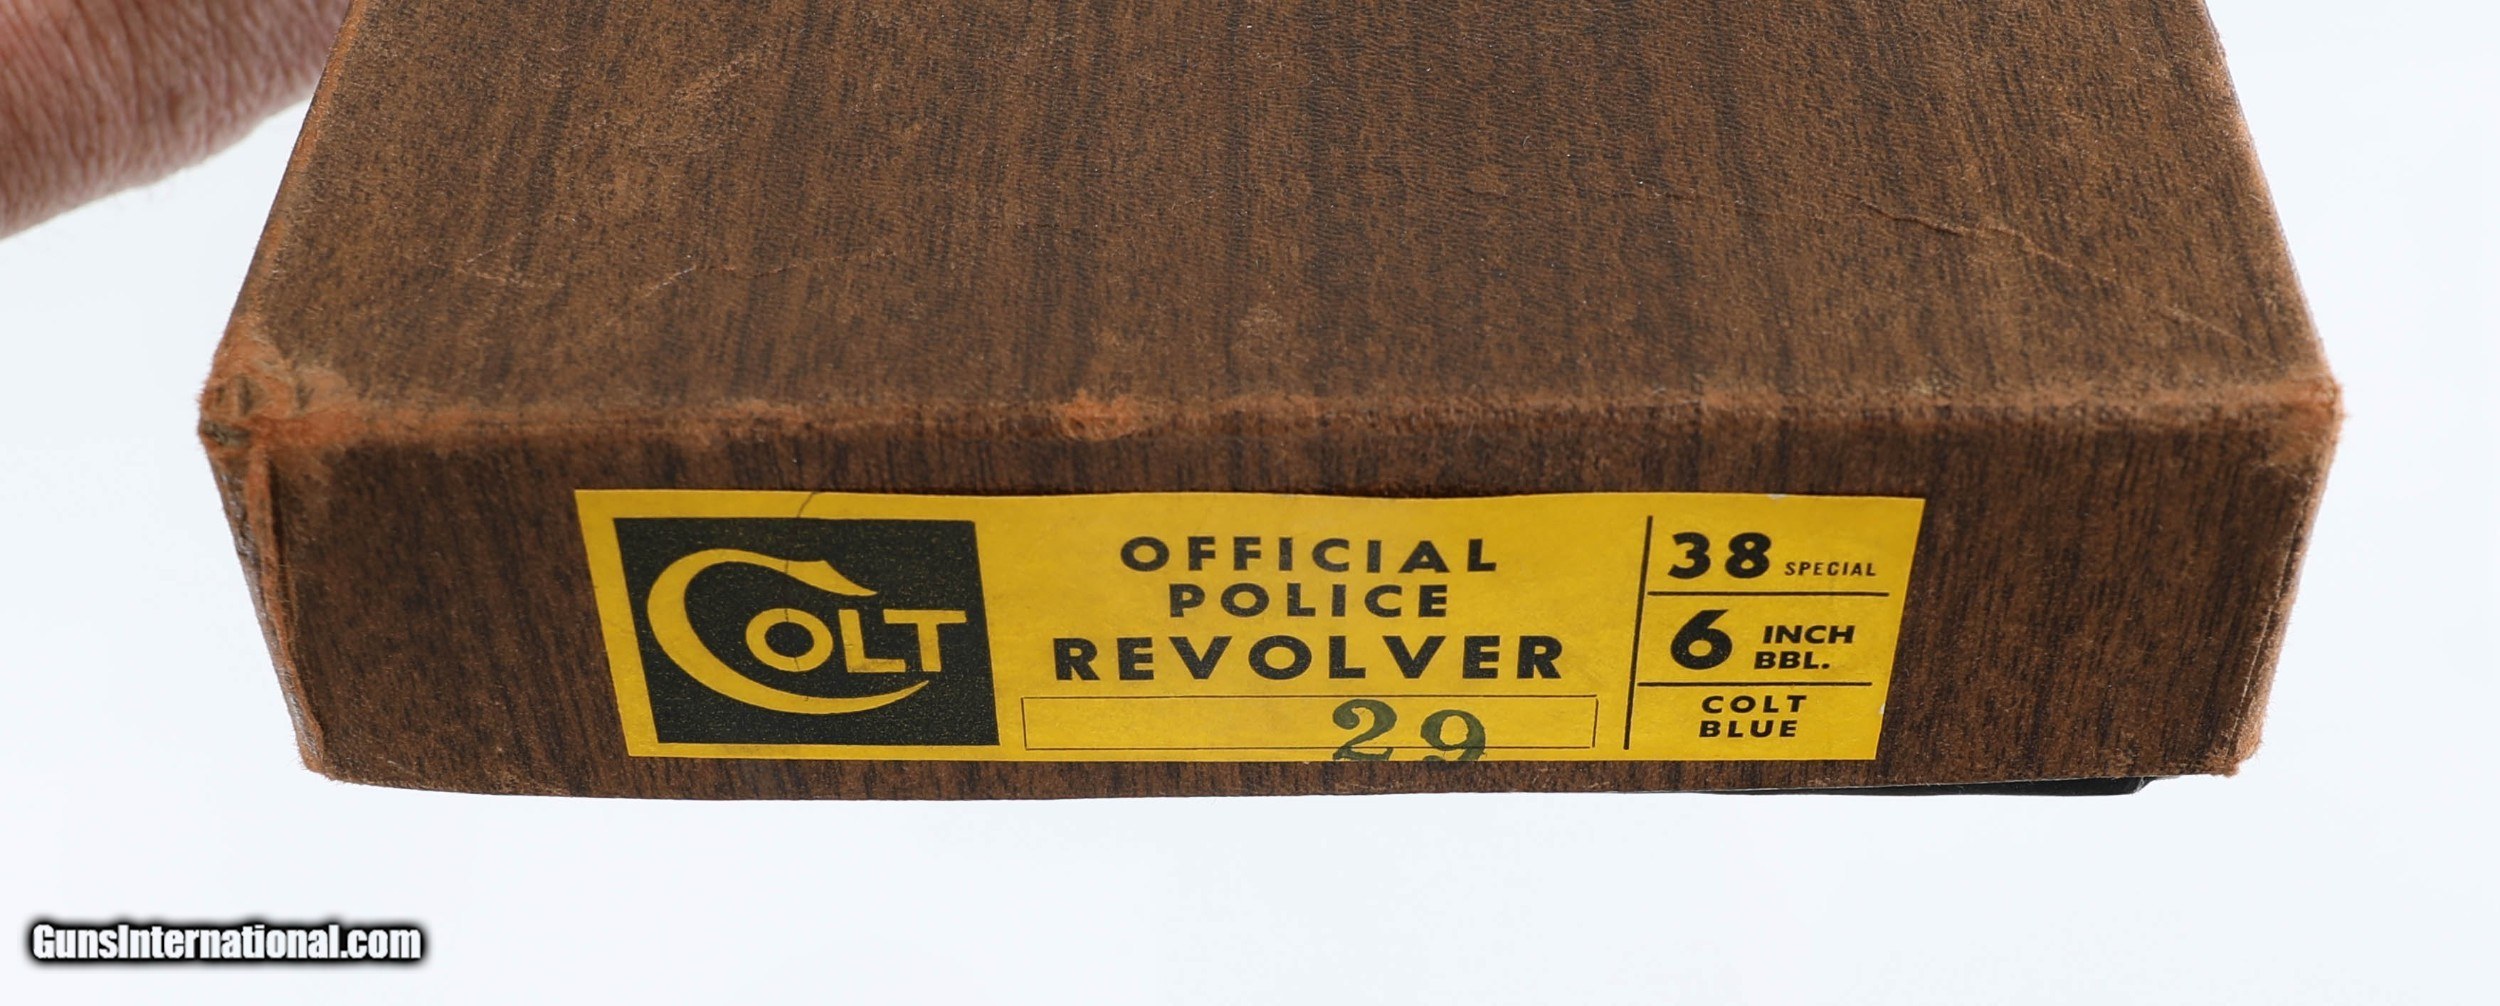 COLT
OFFICIAL
POLICE
REVOLVER
29
38 SPECIAL
6 INCH
BBL.
COLT
BLUE
GunsInternational.com